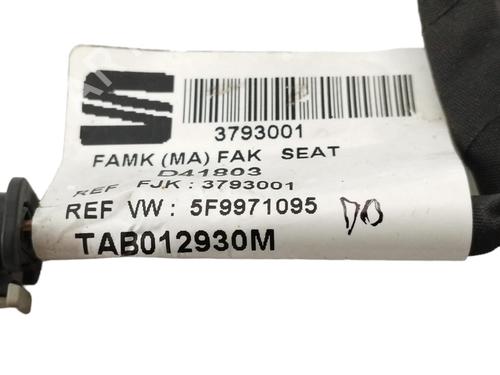 3793001
FAMK (MA) FAK SEAT
D41803
REF FJK : 3793001
REF VW : 5F9971095
TAB012930M
DO